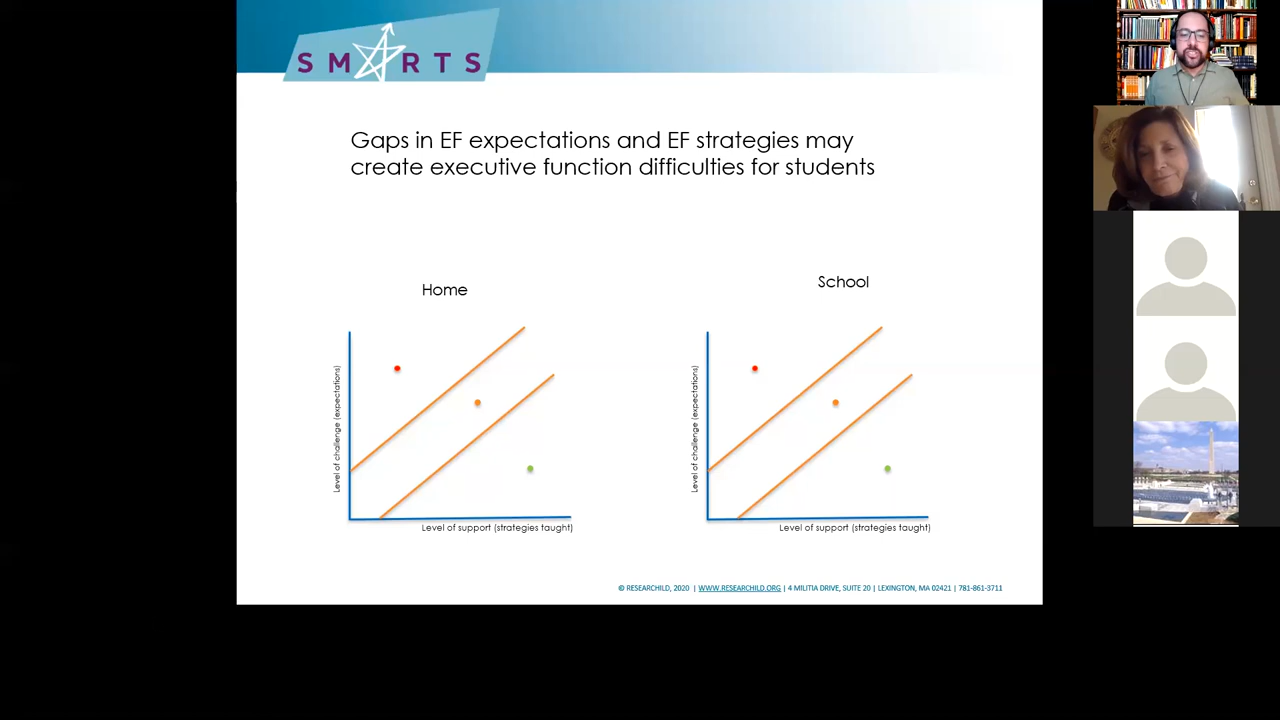 SMARTS
Gaps in EF expectations and EF strategies may
create executive function difficulties for students
Home
School
Level of challenge (expectations)
Level of support (strategies taught)
Level of challenge (expectations)
Level of support (strategies taught)
© RESEARCHILD, 2020 | WWW.RESEARCHILD.ORG | 4 MILITIA DRIVE, SUITE 20 | LEXINGTON, MA 02421 | 781-861-3711